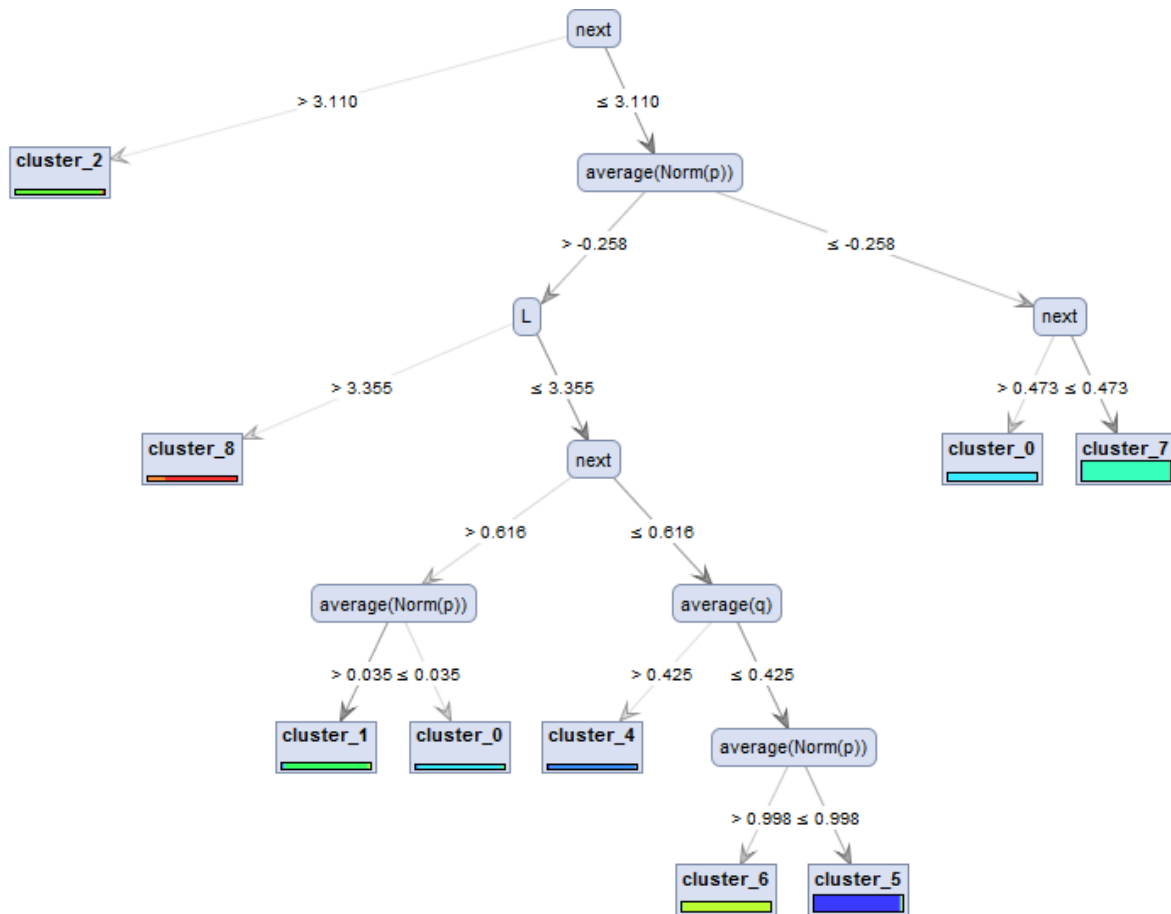 next
> 3.110
≤ 3.110
cluster_2
average(Norm(p))
> -0.258
≤ -0.258
L
next
> 3.355
≤ 3.355
> 0.473 ≤ 0.473
cluster_8
next
cluster_0
cluster_7
> 0.616
≤ 0.616
average(Norm(p))
average(q)
> 0.035 ≤ 0.035
> 0.425
≤ 0.425
cluster_1
cluster_0
cluster_4
average(Norm(p))
> 0.998 ≤ 0.998
cluster_6
cluster_5